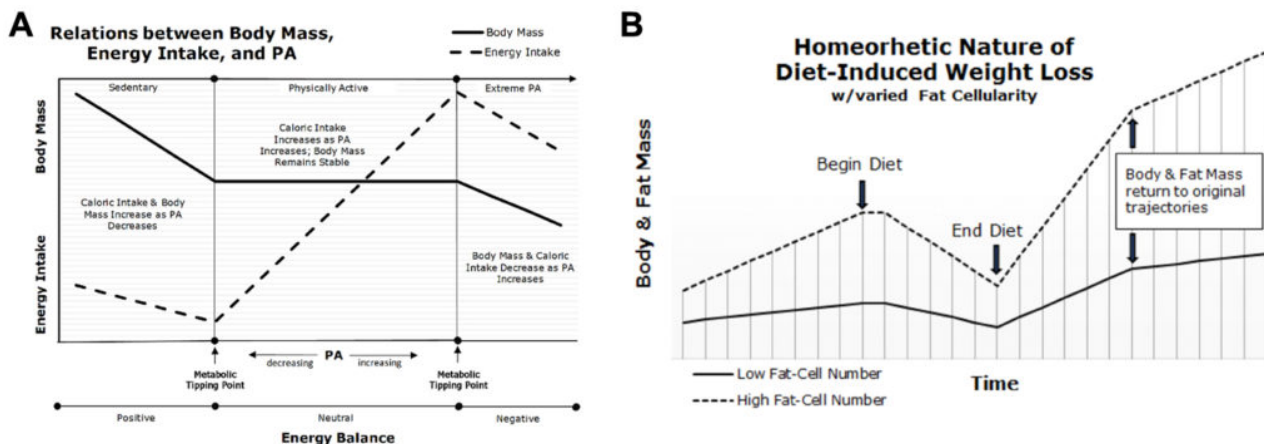 A
Relations between Body Mass,
Energy Intake, and PA
Body Mass
Energy Intake
Sedentary
Physically Active
Extreme PA
Body Mass
Energy Intake
Caloric Intake
Increases as PA
Increases; Body Mass
Remains Stable
Caloric Intake & Body
Mass Increase as PA
Decreases
Body Mass & Caloric
Intake Decrease as PA
Increases
decreasing
PA
increasing
Metabolic
Tipping Point
Metabolic
Tipping Point
Positive
Neutral
Negative
Energy Balance
B
Homeorhetic Nature of
Diet-Induced Weight Loss
w/varied Fat Cellularity
Body & Fat Mass
Begin Diet
End Diet
Body & Fat Mass
return to original
trajectories
Low Fat-Cell Number
High Fat-Cell Number
Time